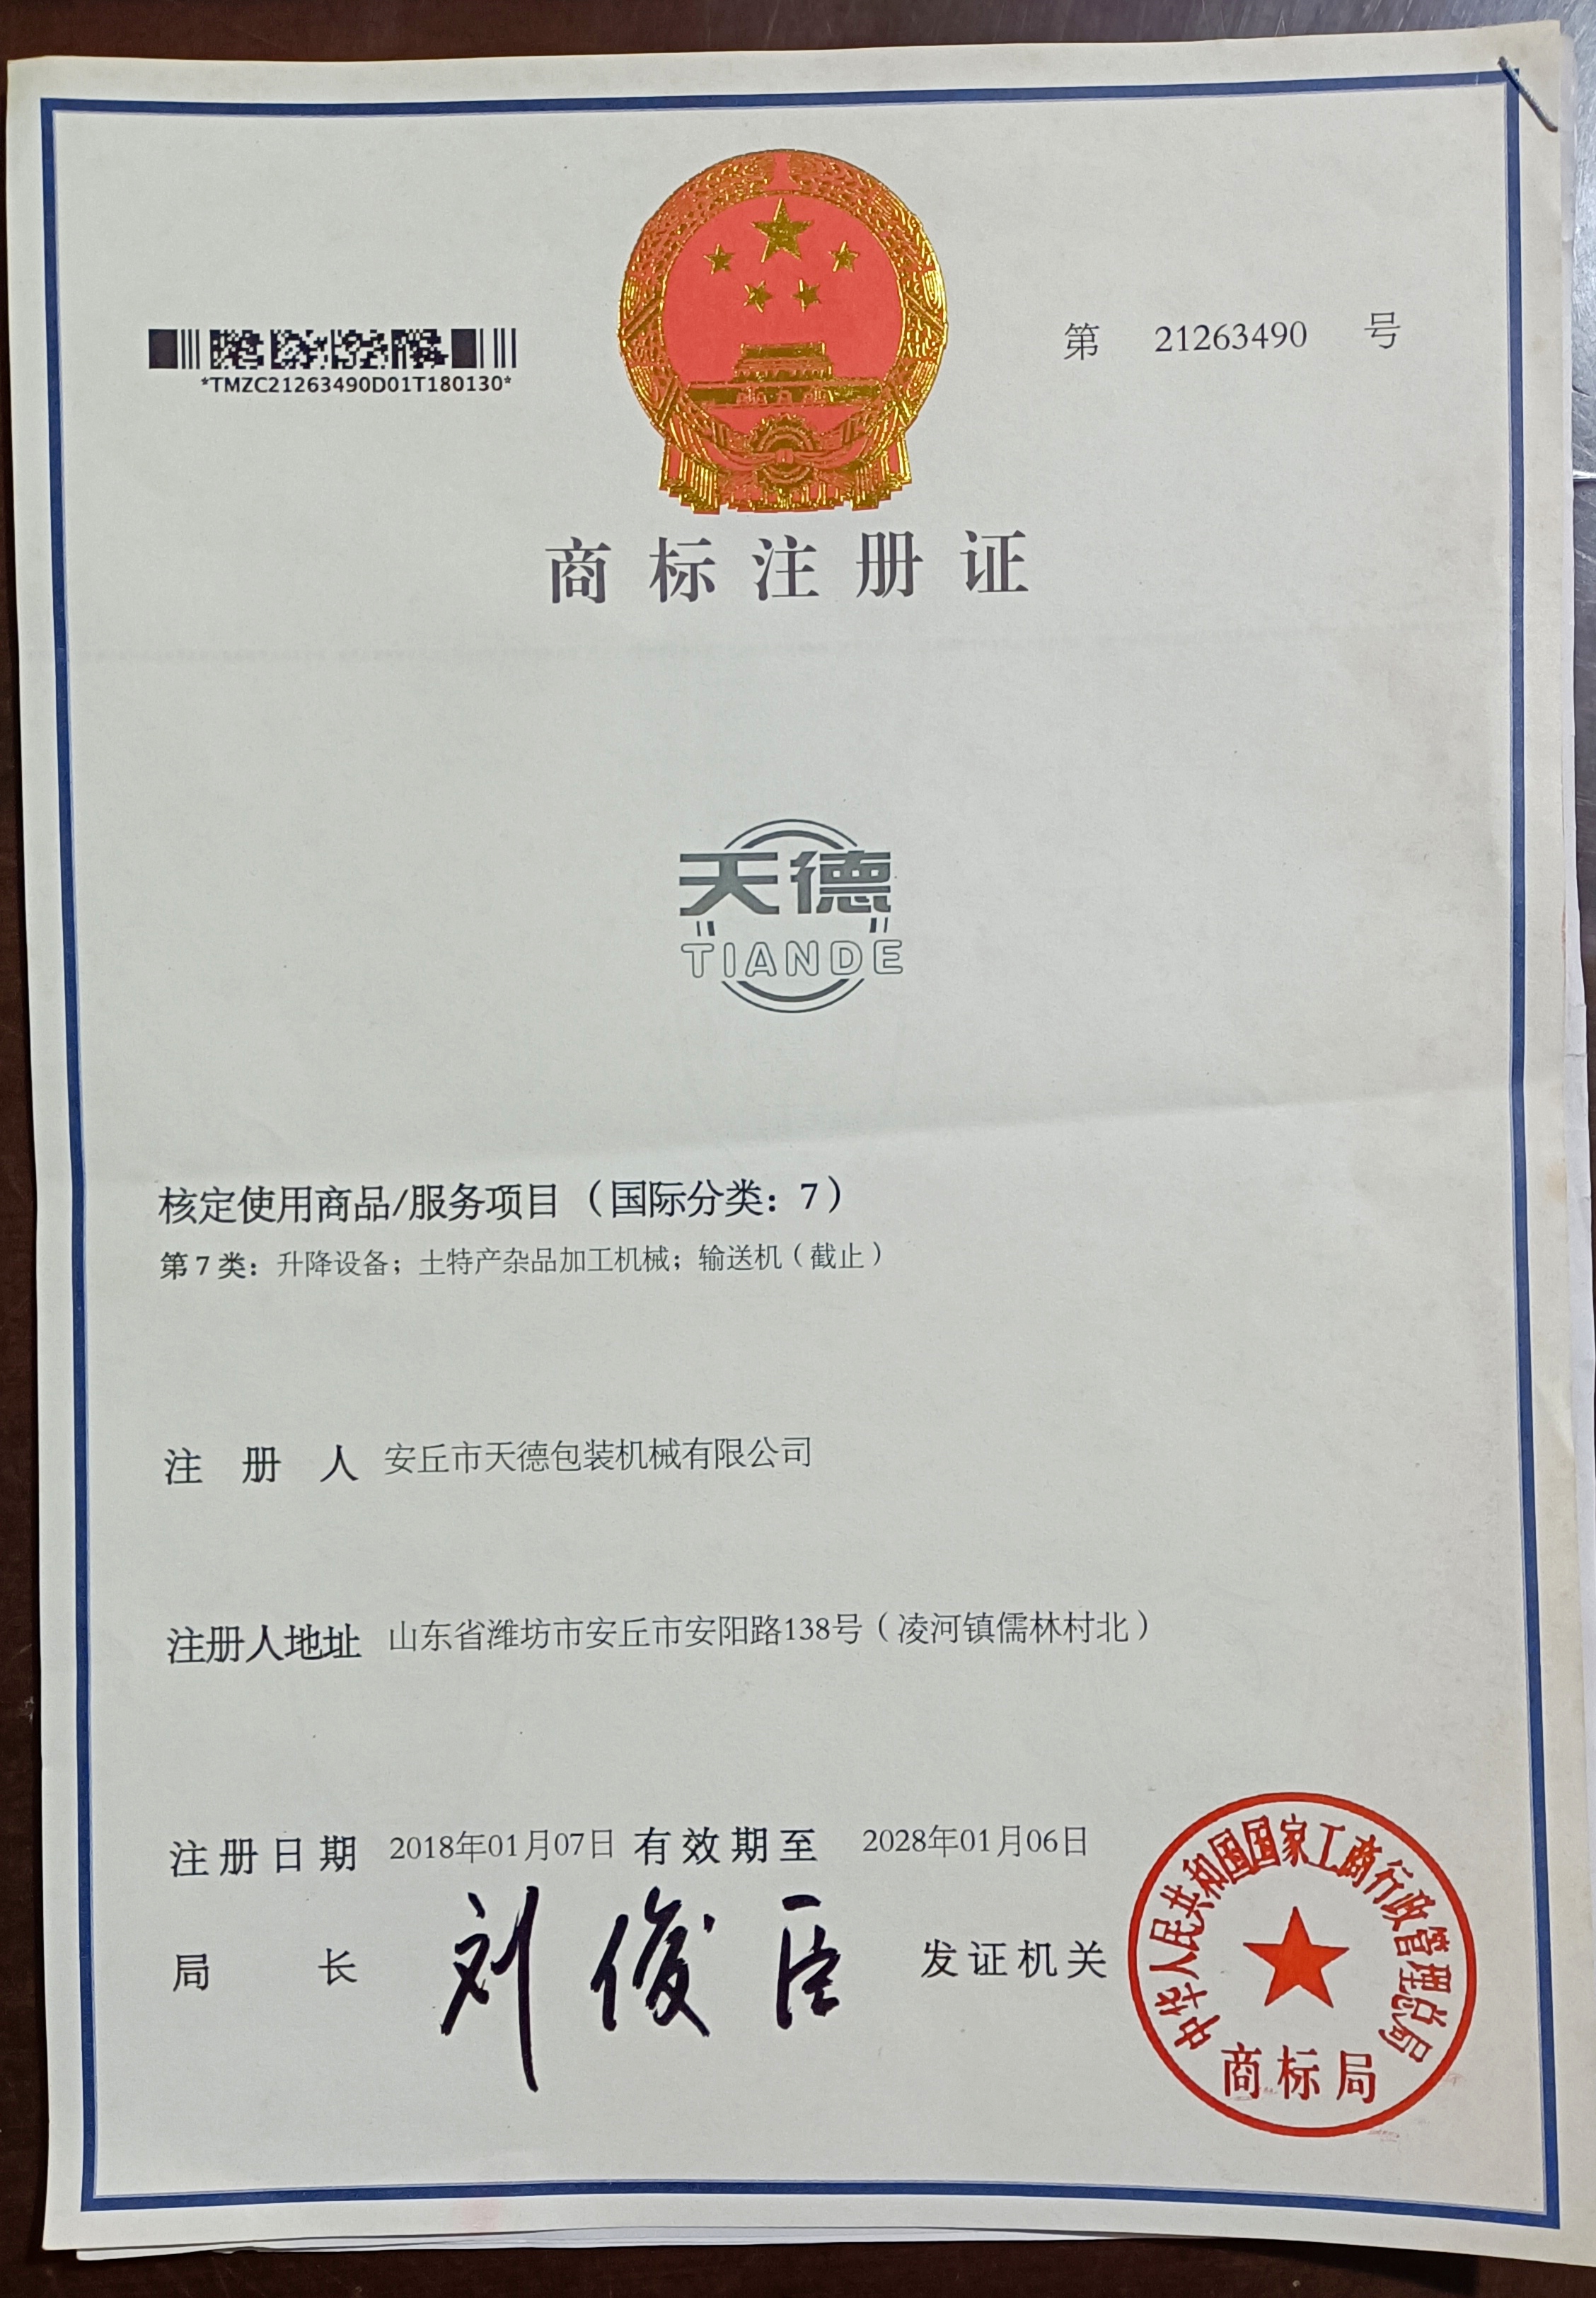 第 21263490 号
*TMZC21263490D01T180130*
商标注册证
天德
"TIANDE"
核定使用商品/服务项目（国际分类：7）
第7类：升降设备；土特产杂品加工机械；输送机（截止）
注册人 安丘市天德包装机械有限公司
注册人地址 山东省潍坊市安丘市安阳路138号（凌河镇儒林村北）
注册日期 2018年01月07日 有效期至 2028年01月06日
局长 刘俊臣 发证机关
中华人民共和国国家工商行政管理总局
商标局